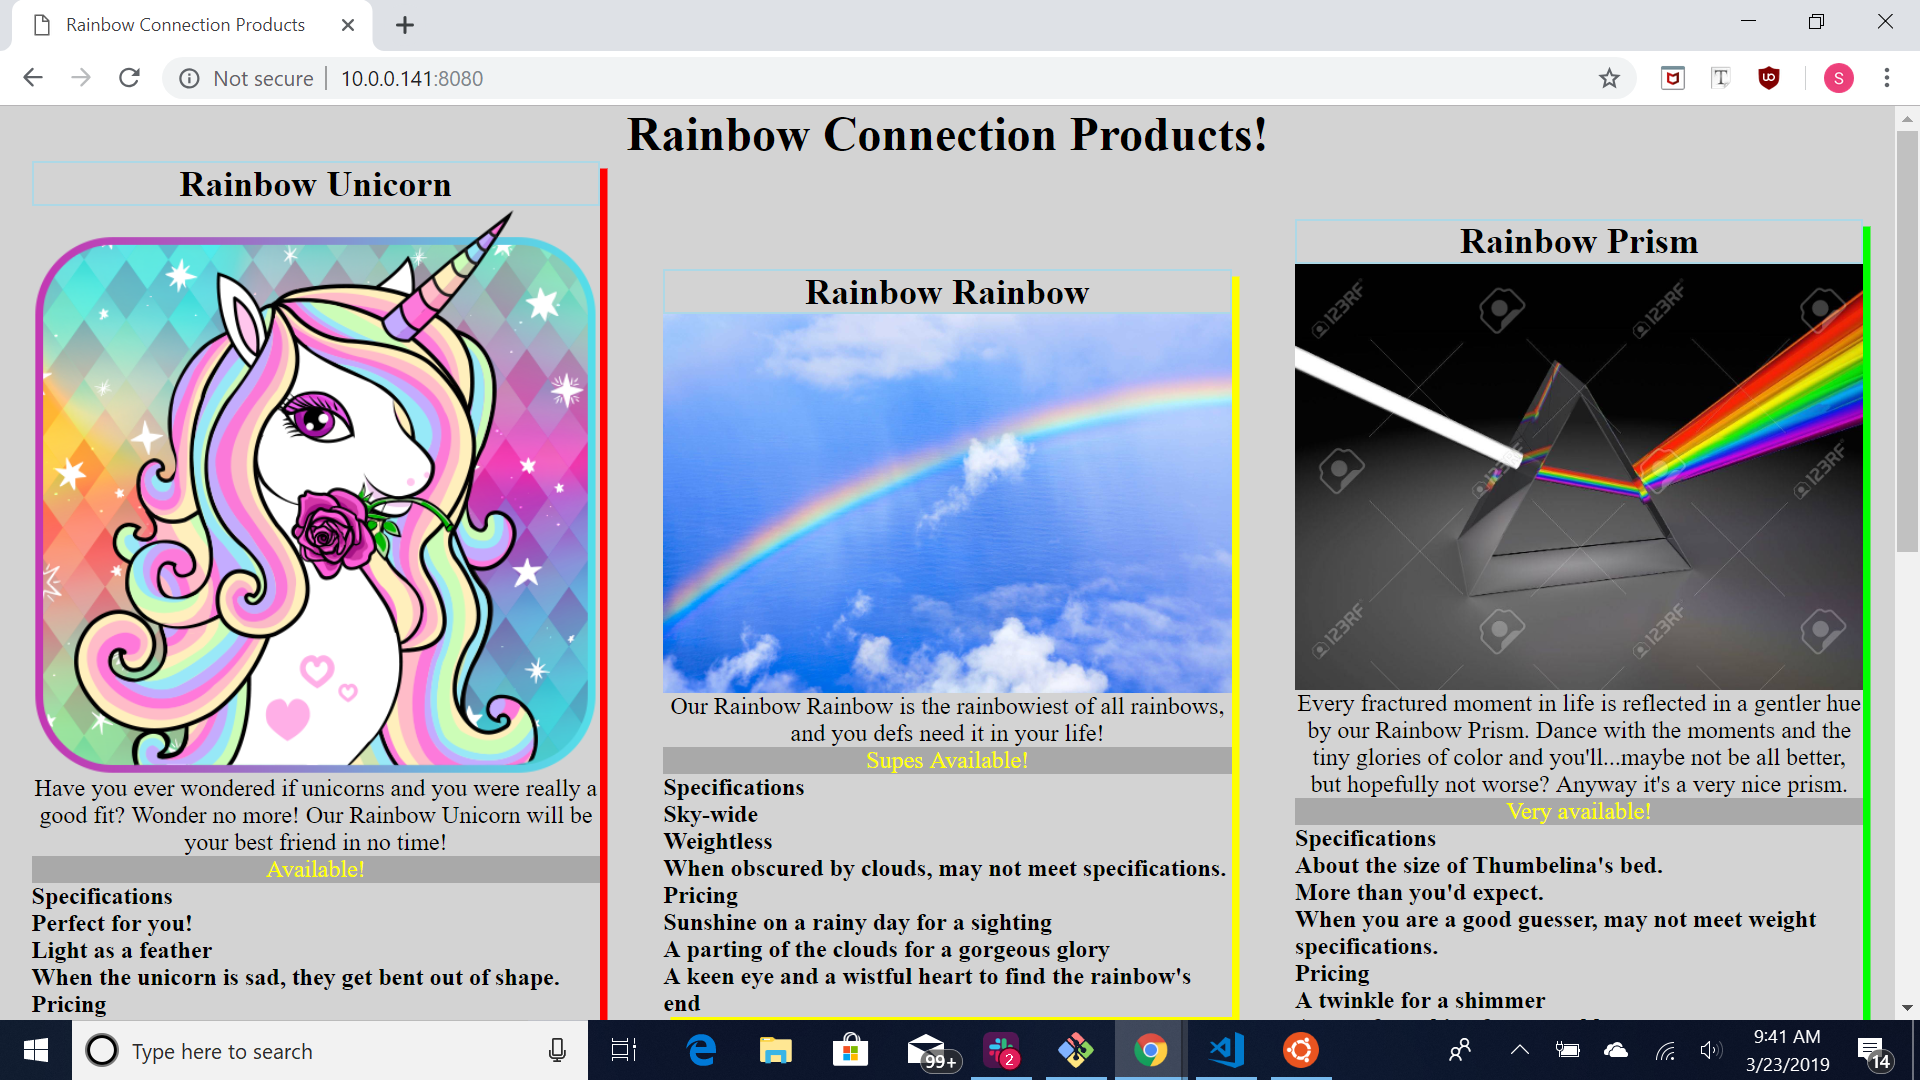 Rainbow Connection Products
Not secure
10.0.0.141:8080
S
Rainbow Connection Products!
Rainbow Unicorn
Have you ever wondered if unicorns and you were really a
good fit? Wonder no more! Our Rainbow Unicorn will be
your best friend in no time!
Available!
Specifications
Perfect for you!
Light as a feather
When the unicorn is sad, they get bent out of shape.
Pricing
Rainbow Rainbow
Our Rainbow Rainbow is the rainbowiest of all rainbows,
and you defs need it in your life!
Supes Available!
Specifications
Sky-wide
Weightless
When obscured by clouds, may not meet specifications.
Pricing
Sunshine on a rainy day for a sighting
A parting of the clouds for a gorgeous glory
A keen eye and a wistful heart to find the rainbow's
end
Rainbow Prism
123RF
123RF
123RF
123RF
123RF
123RF
Every fractured moment in life is reflected in a gentler hue
by our Rainbow Prism. Dance with the moments and the
tiny glories of color and you'll...maybe not be all better,
but hopefully not worse? Anyway it's a very nice prism.
Very available!
Specifications
About the size of Thumbelina's bed.
More than you'd expect.
When you are a good guesser, may not meet weight
specifications.
Pricing
A twinkle for a shimmer
Type here to search
99+
2
9:41 AM
3/23/2019
14